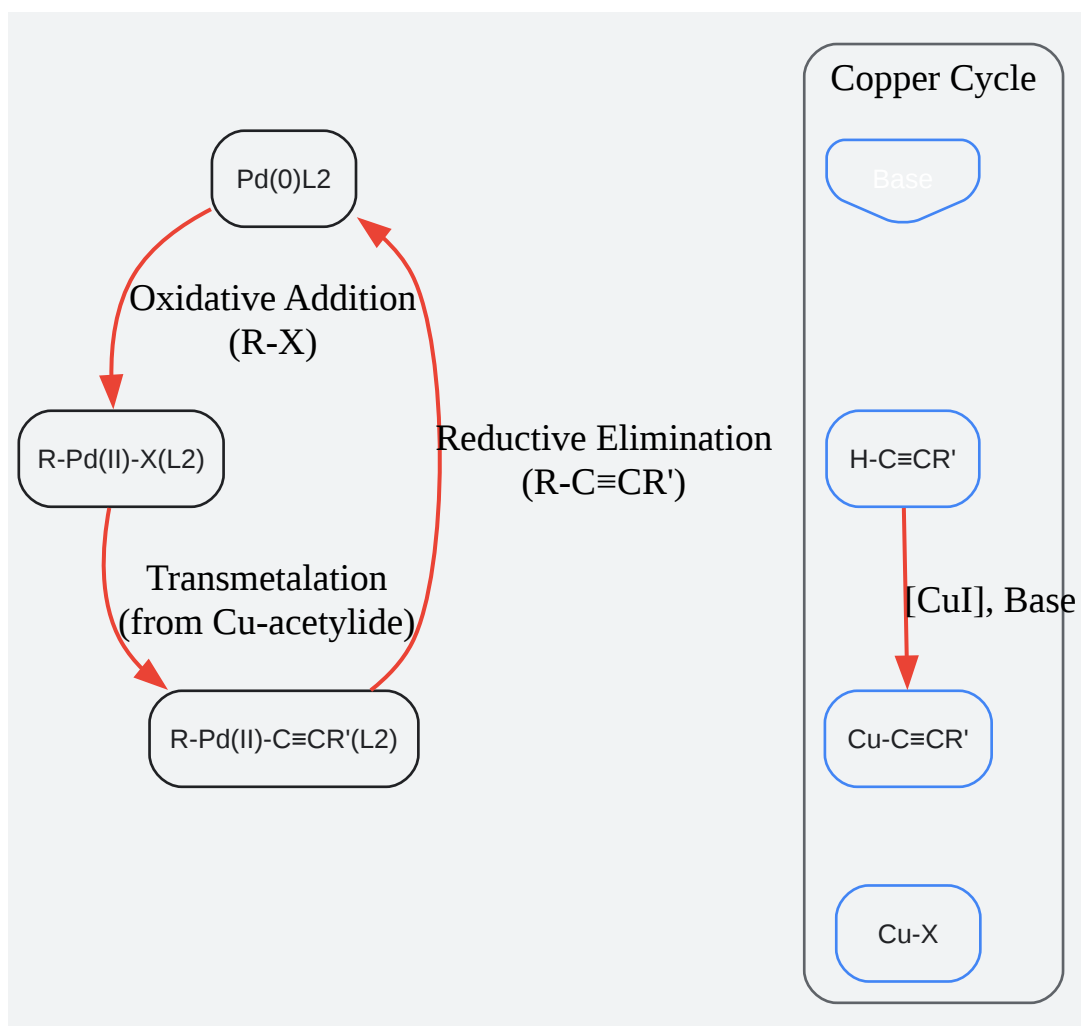 Copper Cycle
Base
Pd(0)L2
Oxidative Addition
(R-X)
R-Pd(II)-X(L2)
Reductive Elimination
(R-C≡CR')
H-C≡CR'
Transmetalation
(from Cu-acetylide)
[CuI], Base
R-Pd(II)-C≡CR'(L2)
Cu-C≡CR'
Cu-X